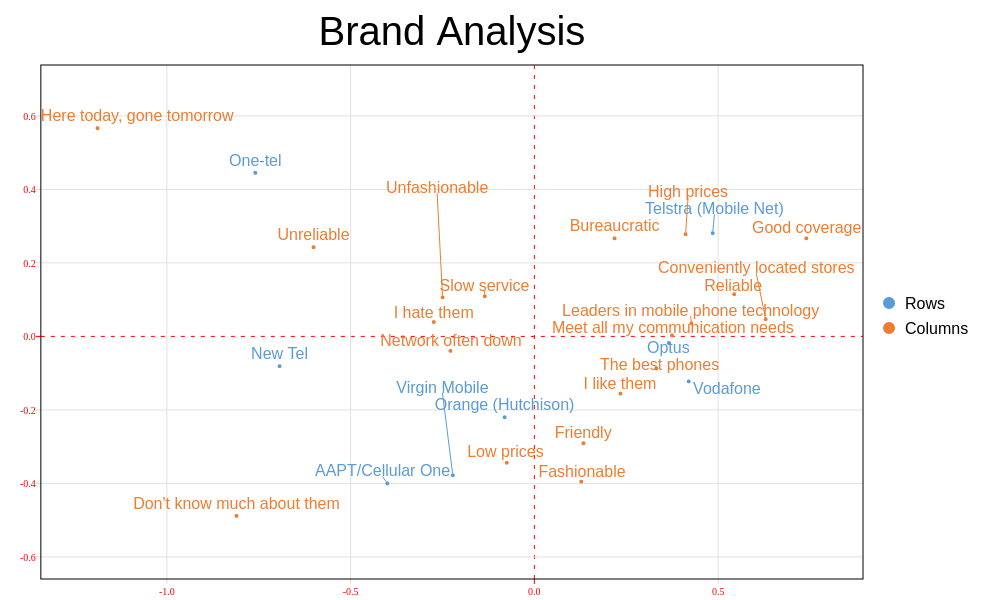 Brand Analysis
Here today, gone tomorrow
One-tel
Unfashionable
High prices
Telstra (Mobile Net)
Unreliable
Bureaucratic
Good coverage
Conveniently located stores
Slow service
Reliable
I hate them
Leaders in mobile phone technology
Meet all my communication needs
Network often down
New Tel
Optus
The best phones
Virgin Mobile
I like them
Vodafone
Orange (Hutchison)
Friendly
Low prices
AAPT/Cellular One
Fashionable
Don't know much about them
Rows
Columns
0.6
0.4
0.2
0.0
-0.2
-0.4
-0.6
-1.0
-0.5
0.0
0.5